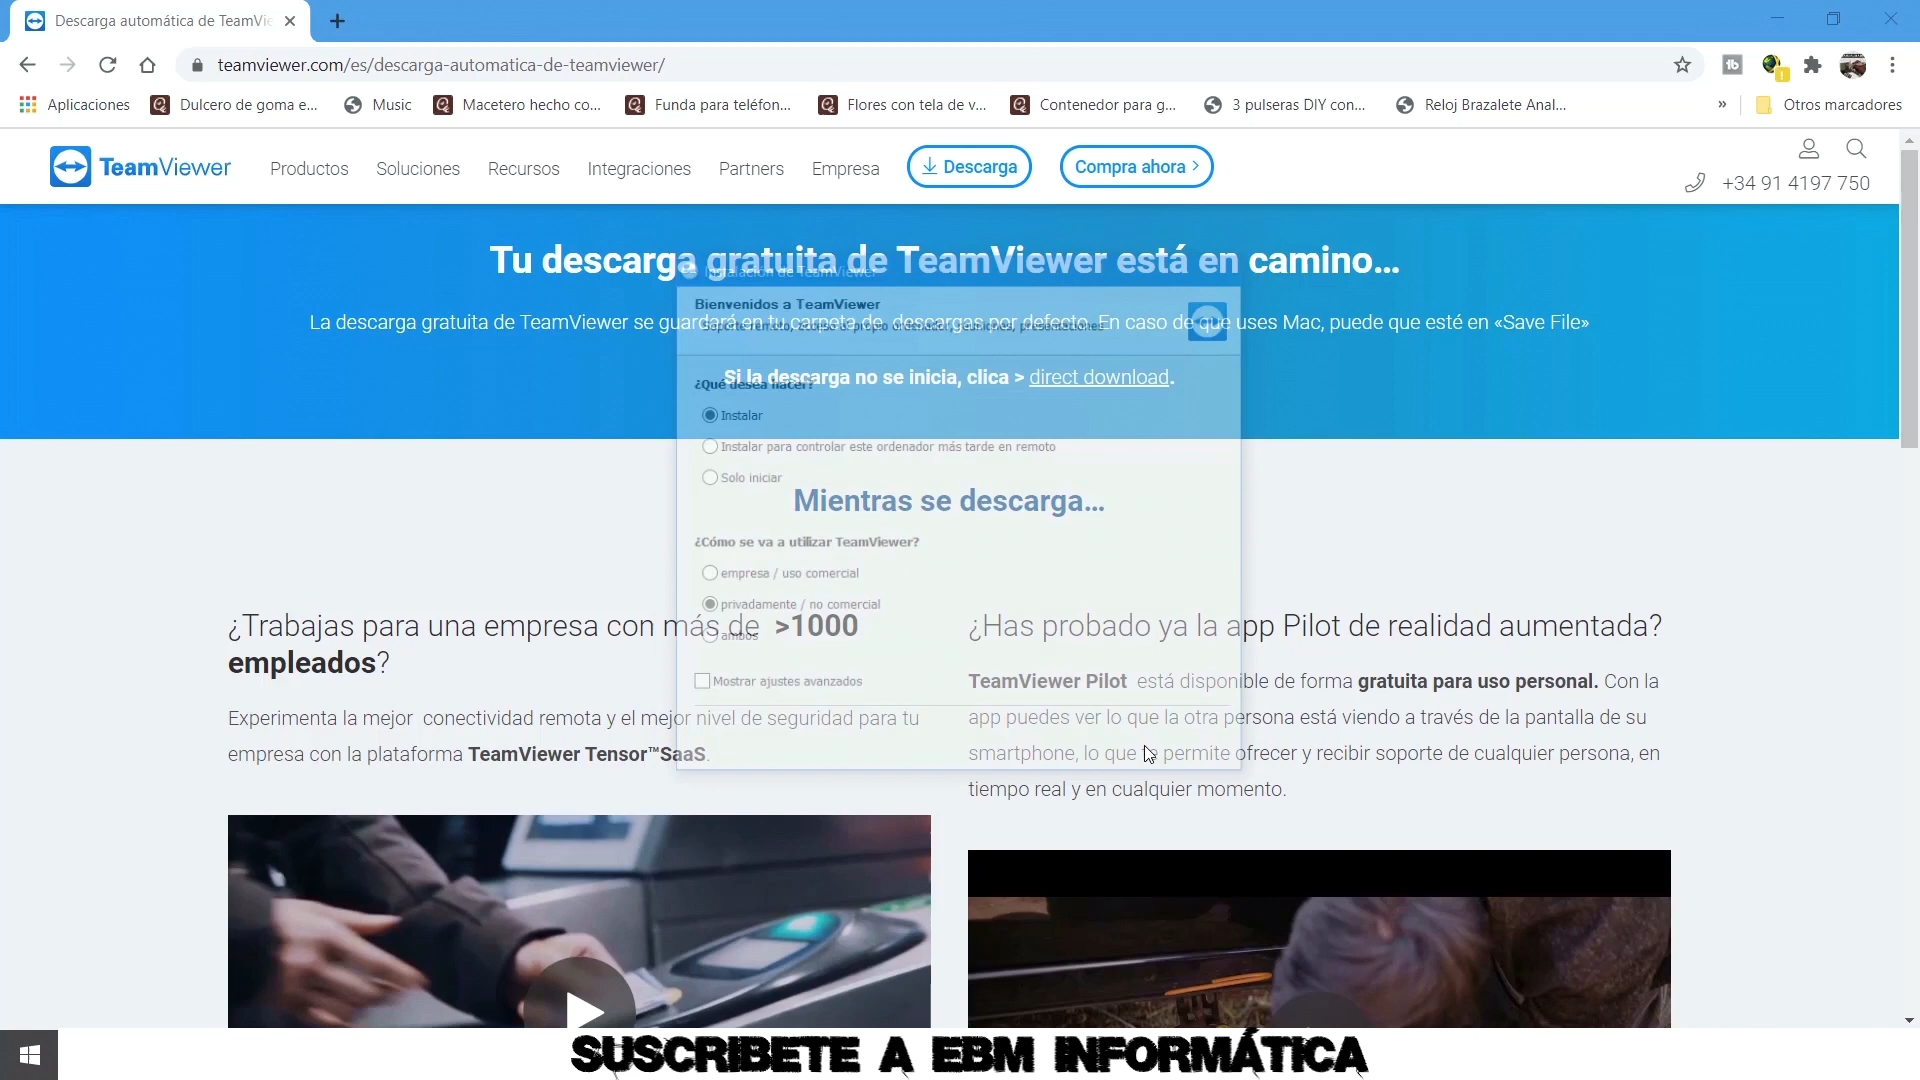 Descarga automática de TeamVie
teamviewer.com/es/descarga-automatica-de-teamviewer/
Aplicaciones
Dulcero de goma e...
Music
Macetero hecho co...
Funda para teléfon...
Flores con tela de v...
Contenedor para g...
3 pulseras DIY con...
Reloj Brazalete Anal...
»
Otros marcadores
TeamViewer
Productos
Soluciones
Recursos
Integraciones
Partners
Empresa
Descarga
Compra ahora >
+34 91 4197 750
Tu descarga gratuita de TeamViewer está en camino...
Instalación de TeamViewer
Bienvenidos a TeamViewer
La descarga gratuita de TeamViewer se guardará en tu carpeta de descargas por defecto. En caso de que uses Mac, puede que esté en «Save File»
Si la descarga no se inicia, clica > direct download.
¿Qué desea hacer?
Instalar
Instalar para controlar este ordenador más tarde en remoto
Solo iniciar
Mientras se descarga...
¿Cómo se va a utilizar TeamViewer?
empresa / uso comercial
privadamente / no comercial
ambos
Mostrar ajustes avanzados
¿Trabajas para una empresa con más de >1000
empleados?
Experimenta la mejor conectividad remota y el mejor nivel de seguridad para tu
empresa con la plataforma TeamViewer Tensor™SaaS.
¿Has probado ya la app Pilot de realidad aumentada?
TeamViewer Pilot está disponible de forma gratuita para uso personal. Con la
app puedes ver lo que la otra persona está viendo a través de la pantalla de su
smartphone, lo que te permite ofrecer y recibir soporte de cualquier persona, en
tiempo real y en cualquier momento.
SUSCRIBETE A EBM INFORMÁTICA